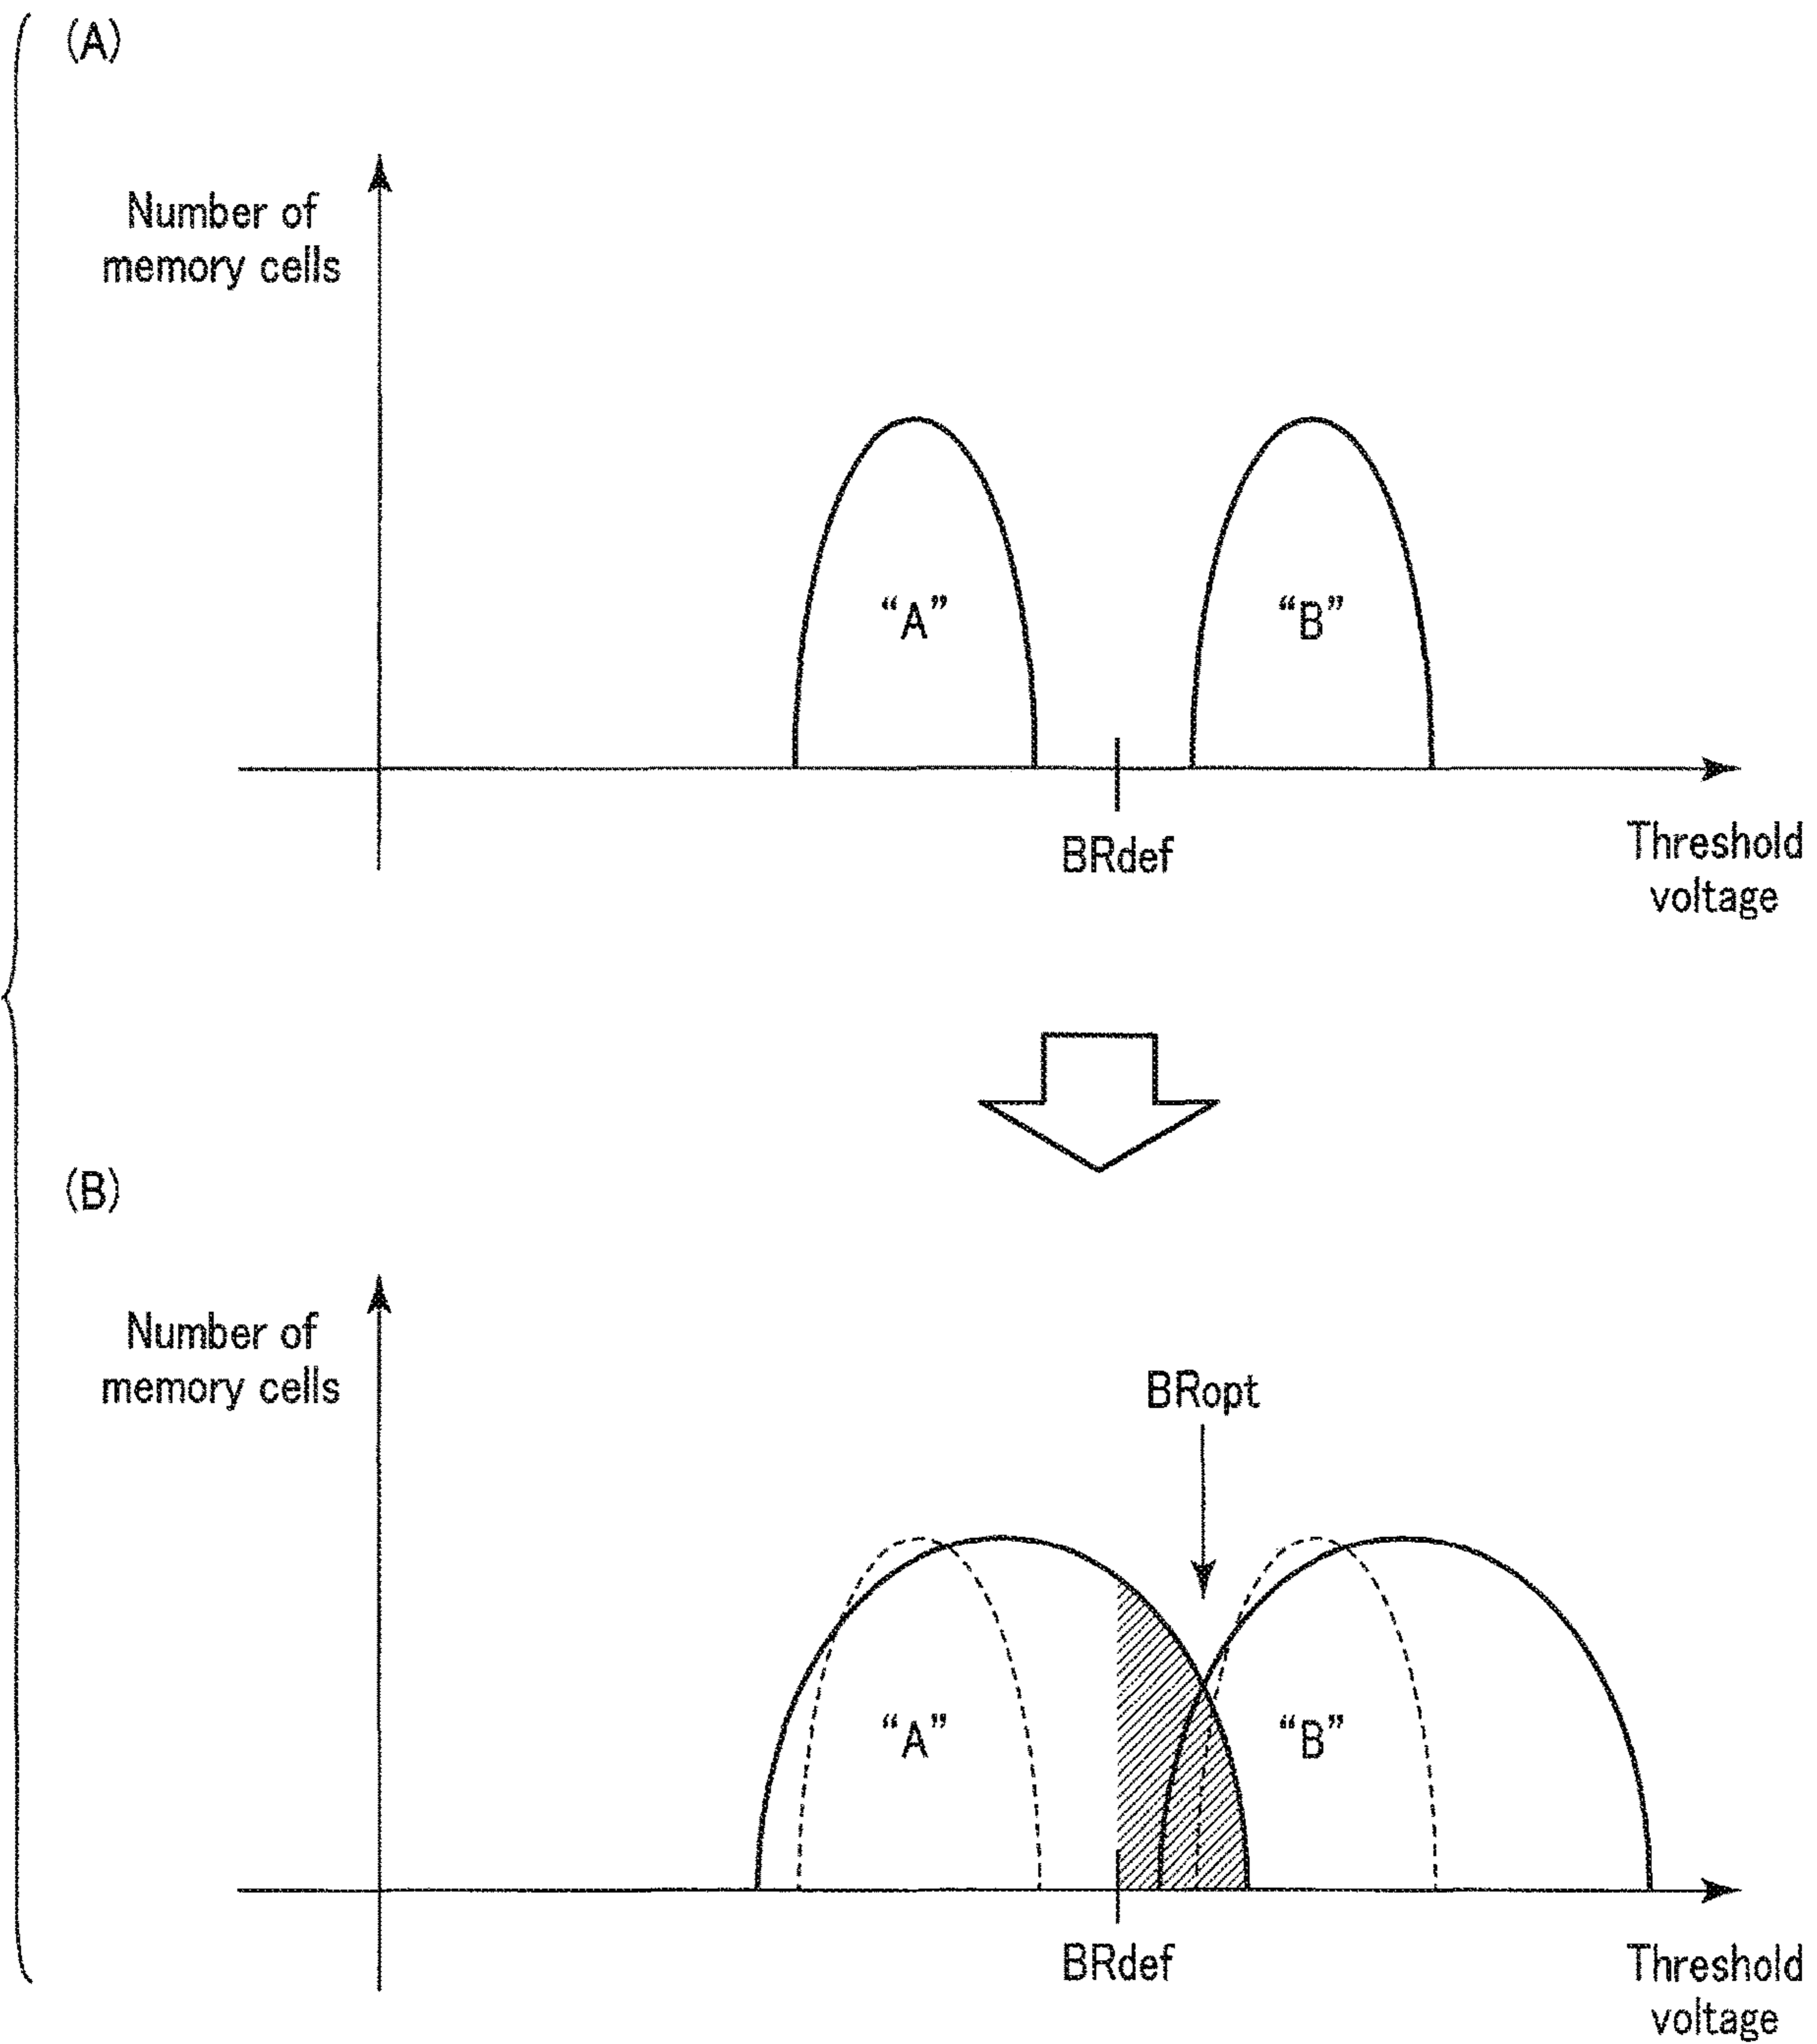 (A)
Number of
memory cells
“A”
“B”
BRdef
Threshold
voltage
(B)
Number of
memory cells
BRopt
“A”
“B”
BRdef
Threshold
voltage